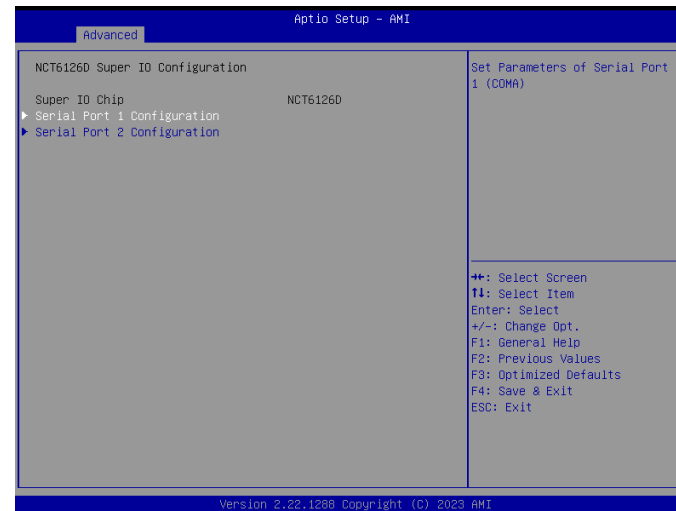 Aptio Setup – AMI
Advanced
NCT6126D Super IO Configuration
Super IO Chip NCT6126D
Serial Port 1 Configuration
Serial Port 2 Configuration
Set Parameters of Serial Port
1 (COMA)
→←: Select Screen
↑↓: Select Item
Enter: Select
+/-: Change Opt.
F1: General Help
F2: Previous Values
F3: Optimized Defaults
F4: Save & Exit
ESC: Exit
Version 2.22.1288 Copyright (C) 2023 AMI